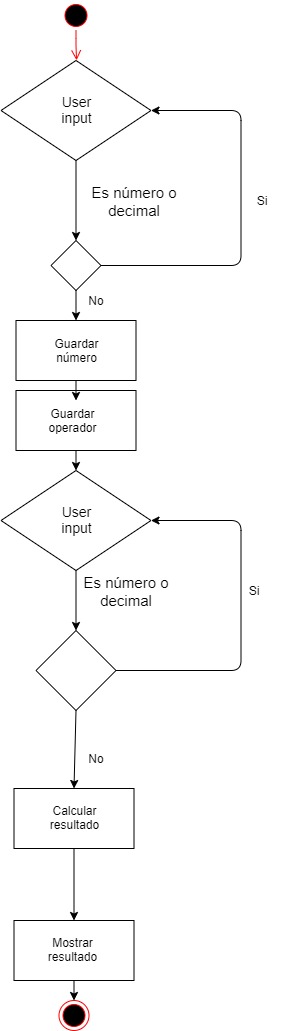 User
input
Es número o
decimal
Si
No
Guardar
número
Guardar
operador
User
input
Es número o
decimal
Si
No
Calcular
resultado
Mostrar
resultado